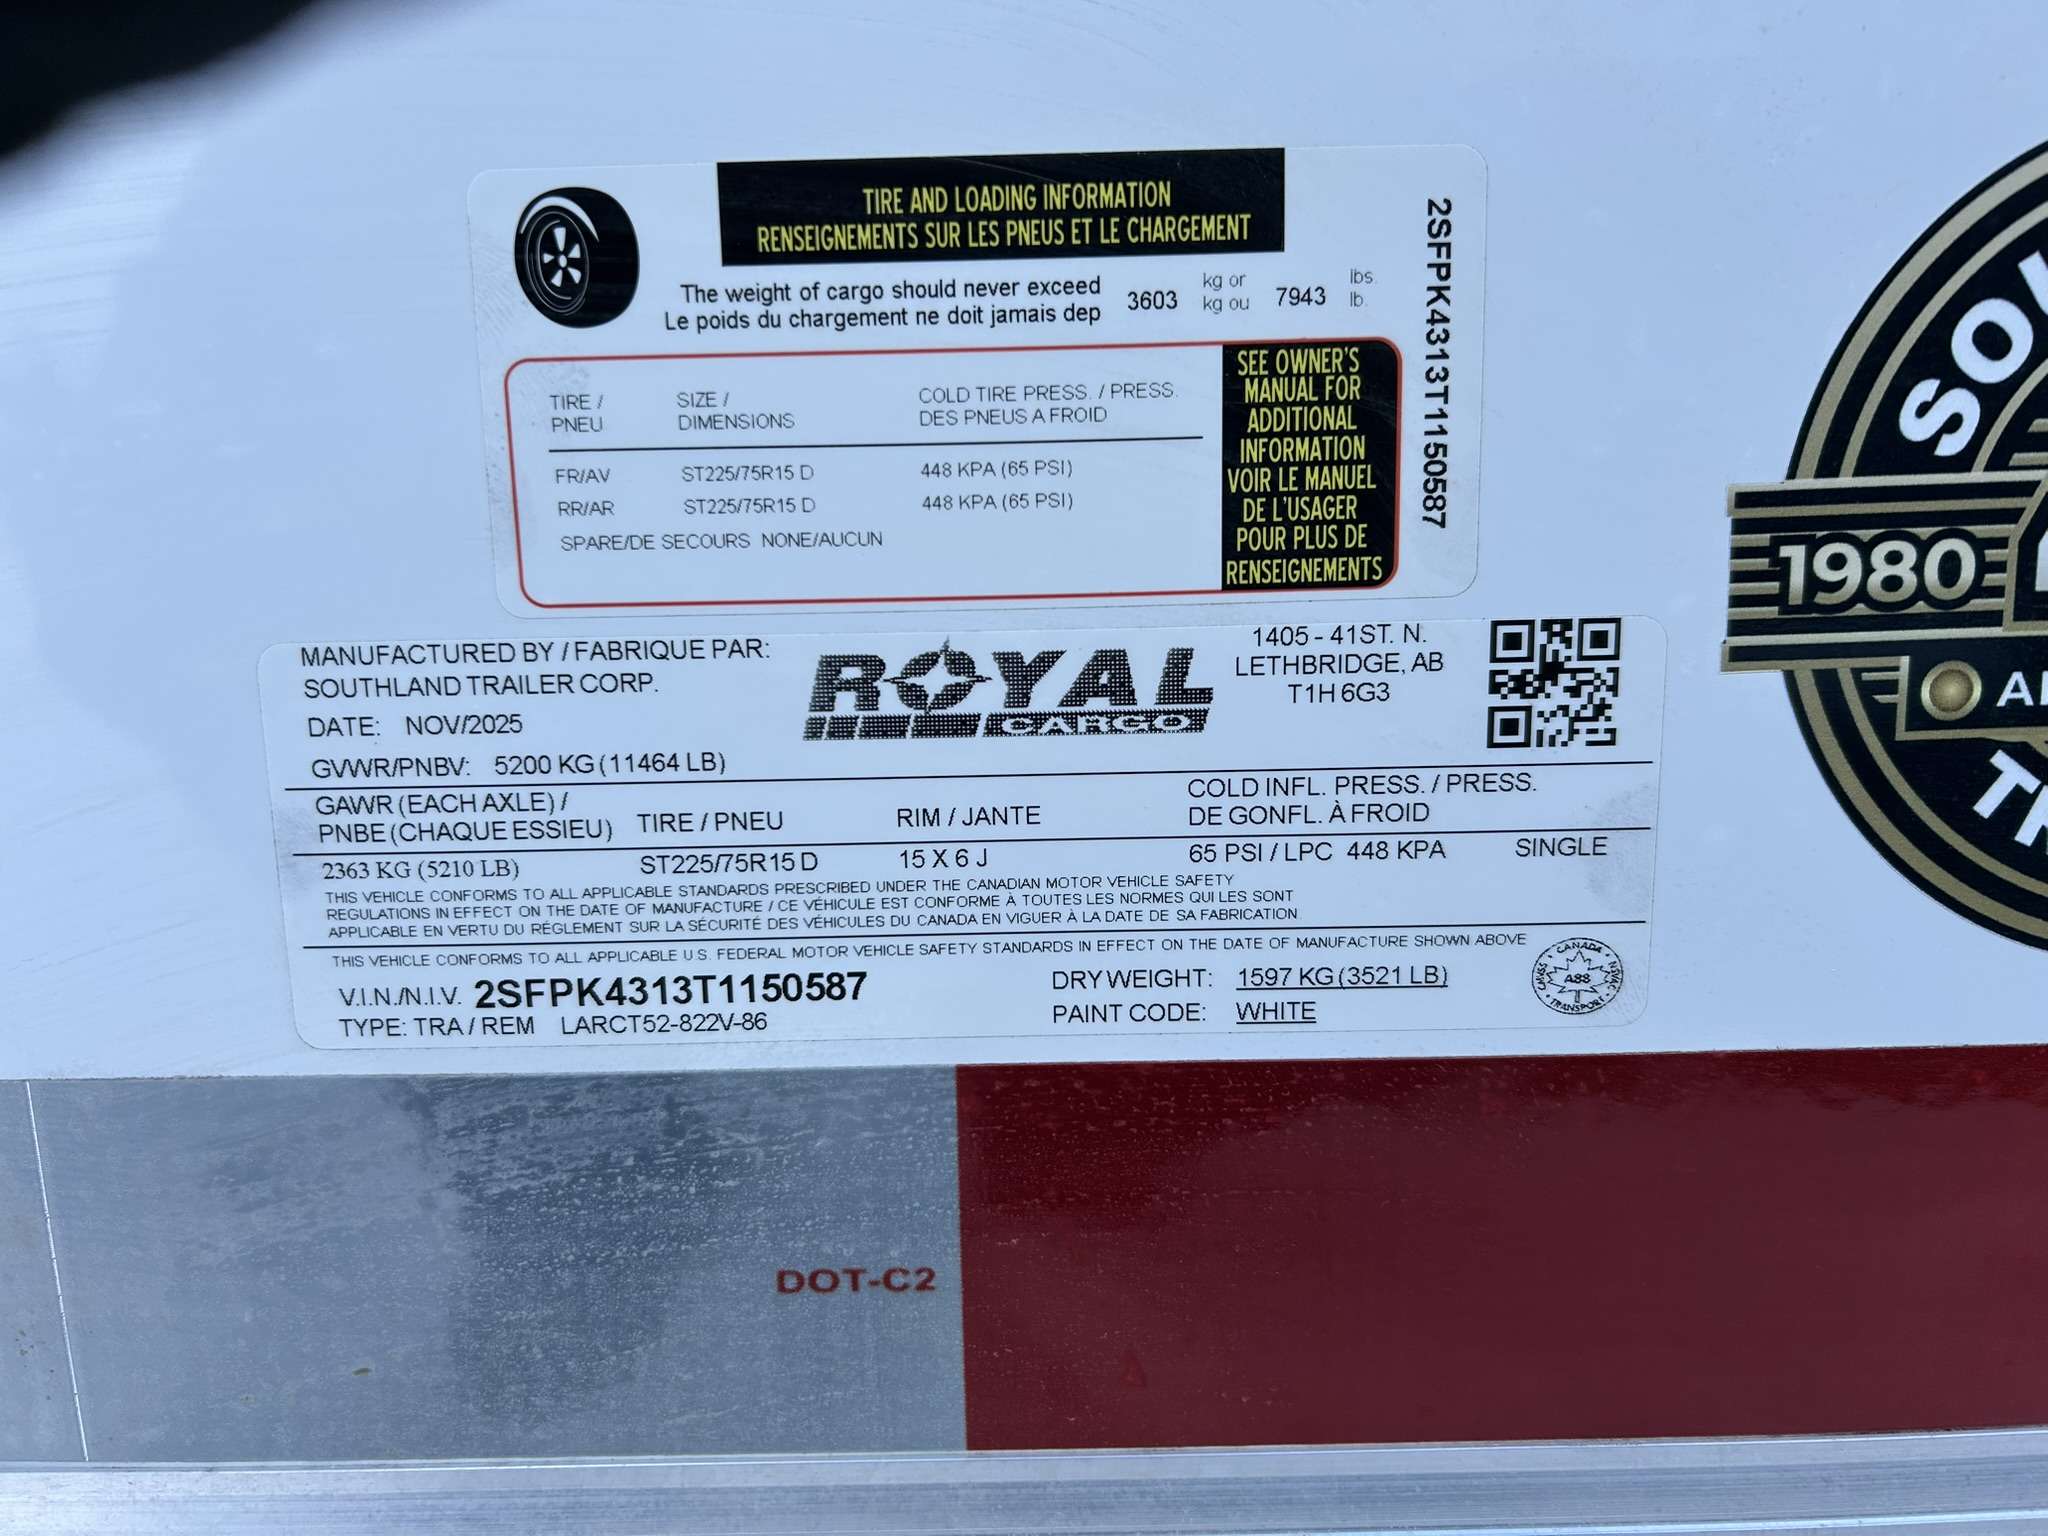 TIRE AND LOADING INFORMATION
RENSEIGNEMENTS SUR LES PNEUS ET LE CHARGEMENT
The weight of cargo should never exceed
Le poids du chargement ne doit jamais dep
3603 kg or 7943 lbs.
kg ou lb.
TIRE / SIZE / COLD TIRE PRESS. / PRESS.
PNEU DIMENSIONS DES PNEUS A FROID
FR/AV ST225/75R15 D 448 KPA (65 PSI)
RR/AR ST225/75R15 D 448 KPA (65 PSI)
SPARE/DE SECOURS NONE/AUCUN
SEE OWNER'S
MANUAL FOR
ADDITIONAL
INFORMATION
VOIR LE MANUEL
DE L'USAGER
POUR PLUS DE
RENSEIGNEMENTS
2SFPK4313T1150587
MANUFACTURED BY / FABRIQUE PAR:
SOUTHLAND TRAILER CORP.
DATE: NOV/2025
GVWR/PNBV: 5200 KG (11464 LB)
ROYAL
CARGO
1405 - 41ST. N.
LETHBRIDGE, AB
T1H 6G3
GAWR (EACH AXLE) /
PNBE (CHAQUE ESSIEU) TIRE / PNEU RIM / JANTE COLD INFL. PRESS. / PRESS.
DE GONFL. À FROID
2363 KG (5210 LB) ST225/75R15 D 15 X 6 J 65 PSI / LPC 448 KPA SINGLE
THIS VEHICLE CONFORMS TO ALL APPLICABLE STANDARDS PRESCRIBED UNDER THE CANADIAN MOTOR VEHICLE SAFETY
REGULATIONS IN EFFECT ON THE DATE OF MANUFACTURE / CE VÉHICULE EST CONFORME À TOUTES LES NORMES QUI LES SONT
APPLICABLE EN VERTU DU RÉGLEMENT SUR LA SÉCURITÉ DES VÉHICULES DU CANADA EN VIGUER À LA DATE DE SA FABRICATION
THIS VEHICLE CONFORMS TO ALL APPLICABLE U.S. FEDERAL MOTOR VEHICLE SAFETY STANDARDS IN EFFECT ON THE DATE OF MANUFACTURE SHOWN ABOVE
V.I.N./N.I.V. 2SFPK4313T1150587
TYPE: TRA / REM LARCT52-822V-86
DRY WEIGHT: 1597 KG (3521 LB)
PAINT CODE: WHITE
CANADA
A88
TRANSPORT
1980
DOT-C2